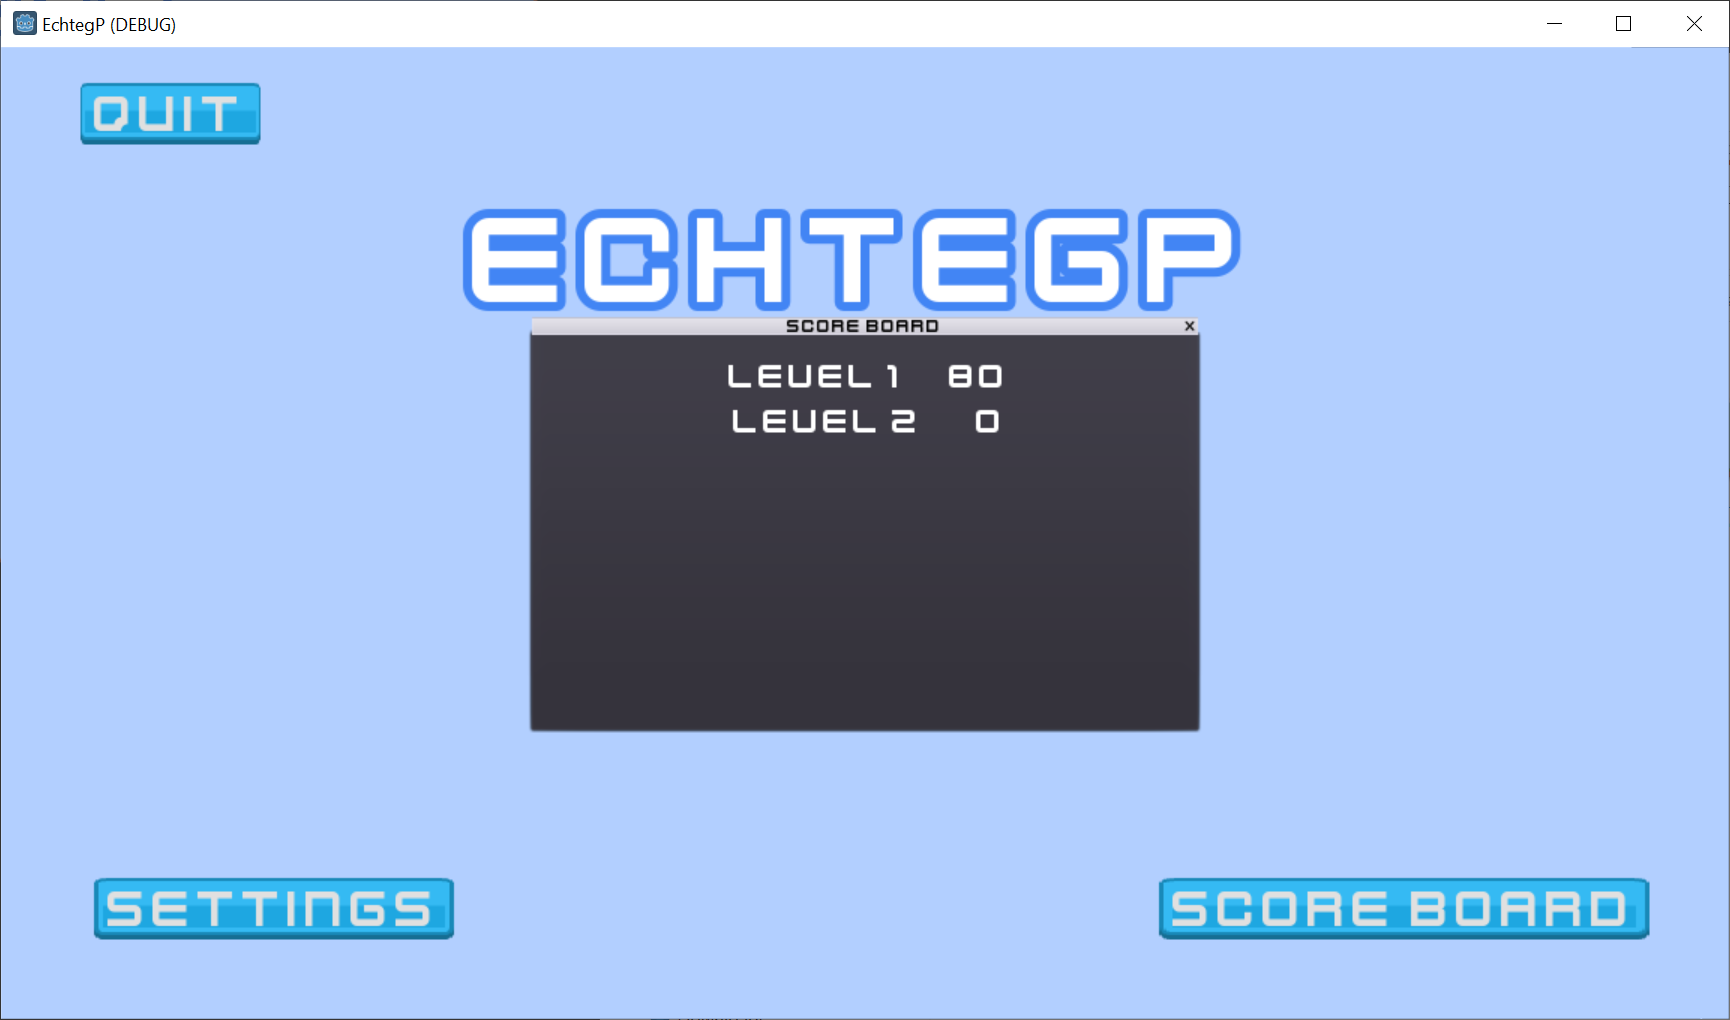 EchtegP (DEBUG)
QUIT
ECHTEGP
SCORE BOARD x
LEVEL 1 80
LEVEL 2 0
SETTINGS
SCORE BOARD